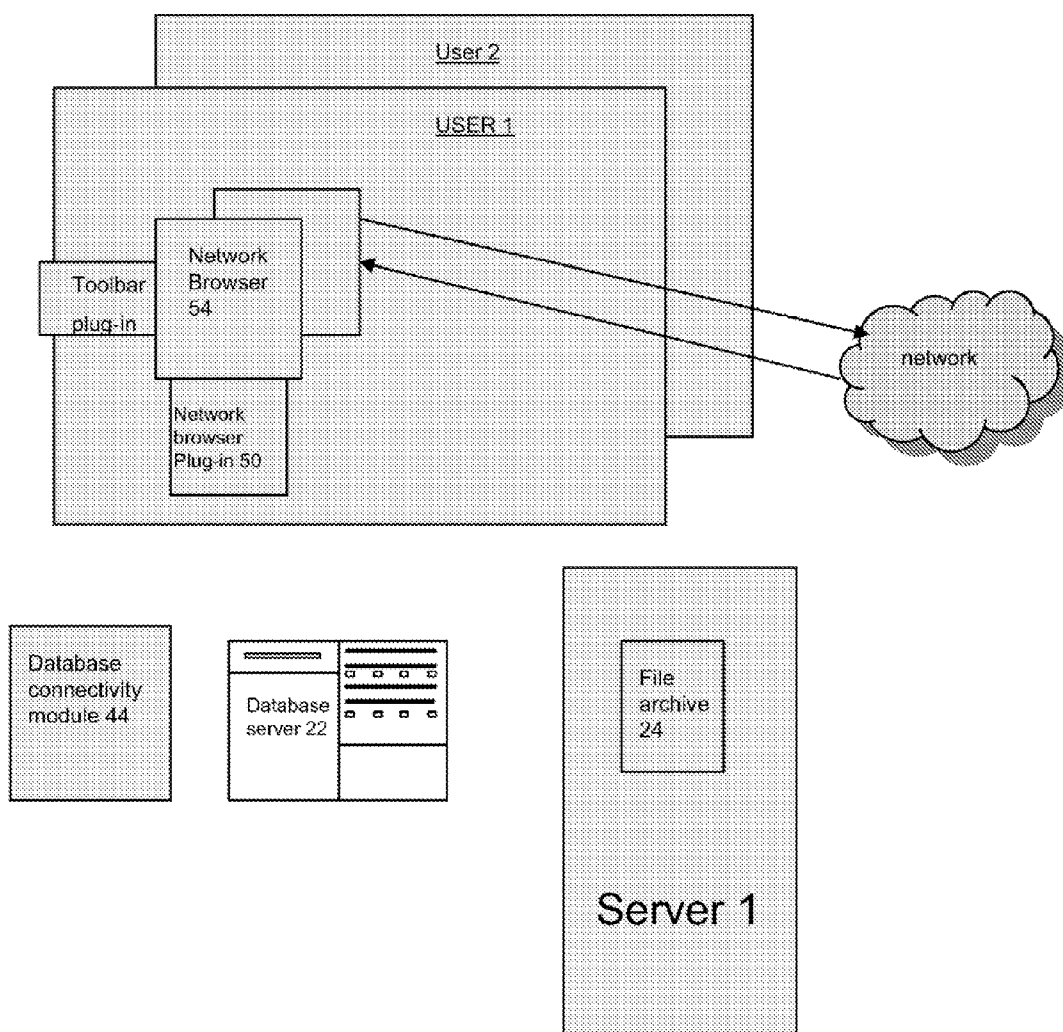 User 2
USER 1
Network
Browser
54
Toolbar
plug-in
Network
browser
Plug-in 50
network
Database
connectivity
module 44
Database
server 22
File
archive
24
Server 1